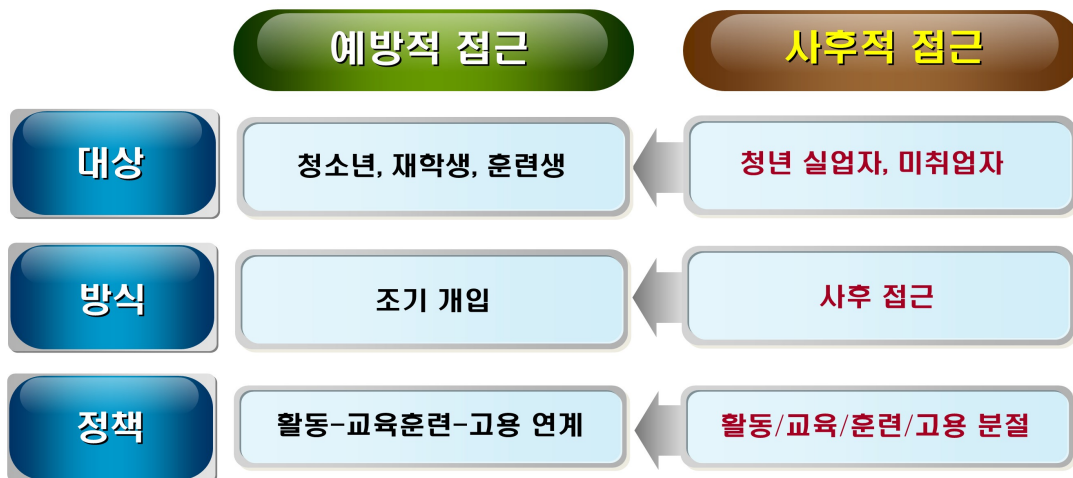 예방적 접근 사후적 접근
대상 청소년, 재학생, 훈련생 청년 실업자, 미취업자
방식 조기 개입 사후 접근
정책 활동-교육훈련-고용 연계 활동/교육/훈련/고용 분절